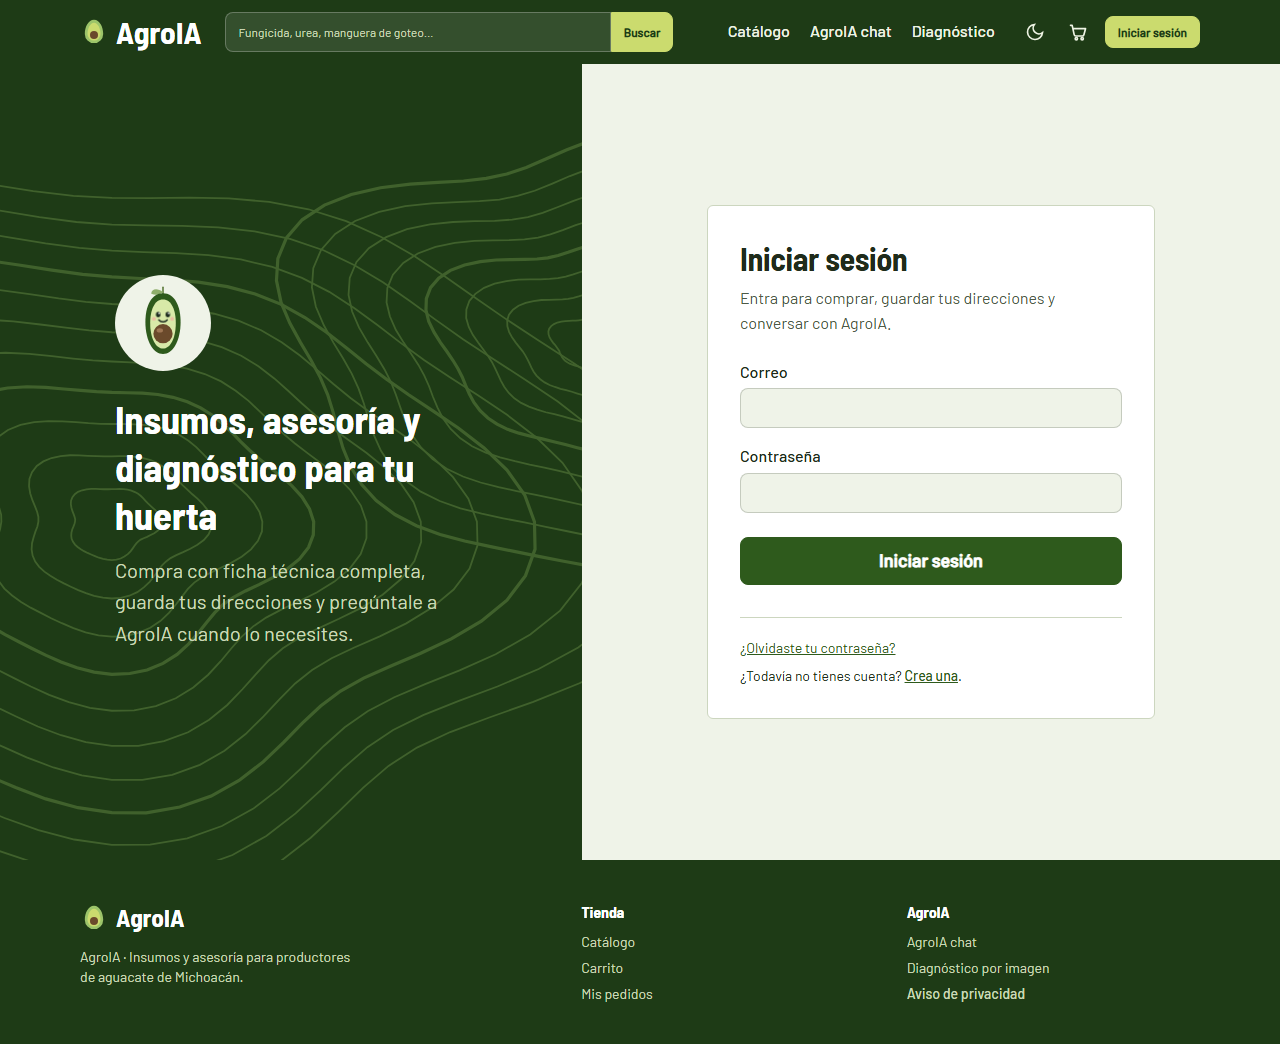 AgroIA
Fungicida, urea, manguera de goteo...
Buscar
Catálogo
AgroIA chat
Diagnóstico
Iniciar sesión
Insumos, asesoría y
diagnóstico para tu
huerta
Compra con ficha técnica completa,
guarda tus direcciones y pregúntale a
AgroIA cuando lo necesites.
Iniciar sesión
Entra para comprar, guardar tus direcciones y
conversar con AgroIA.
Correo
Contraseña
Iniciar sesión
¿Olvidaste tu contraseña?
¿Todavía no tienes cuenta? Crea una.
AgroIA
AgroIA · Insumos y asesoría para productores
de aguacate de Michoacán.
Tienda
Catálogo
Carrito
Mis pedidos
AgroIA
AgroIA chat
Diagnóstico por imagen
Aviso de privacidad